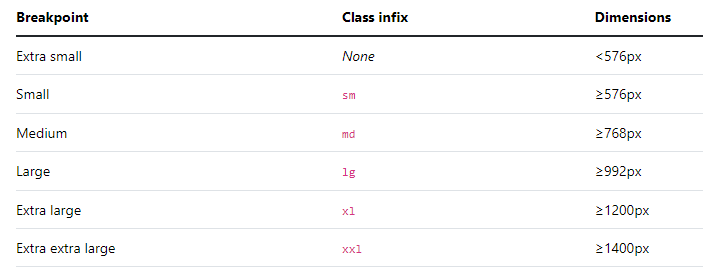 Breakpoint Class infix Dimensions
Extra small None <576px
Small sm ≥576px
Medium md ≥768px
Large lg ≥992px
Extra large xl ≥1200px
Extra extra large xxl ≥1400px